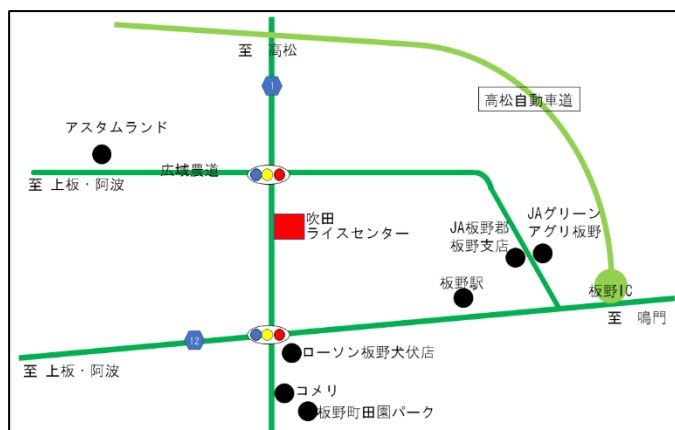 至　高松
1
高松自動車道
アスタムランド
広域農道
至 上板・阿波
吹田
ライスセンター
JA板野郡
板野支店
JAグリーン
アグリ板野
板野駅
板野IC
至　鳴門
12
ローソン板野犬伏店
至 上板・阿波
コメリ
板野町田園パーク